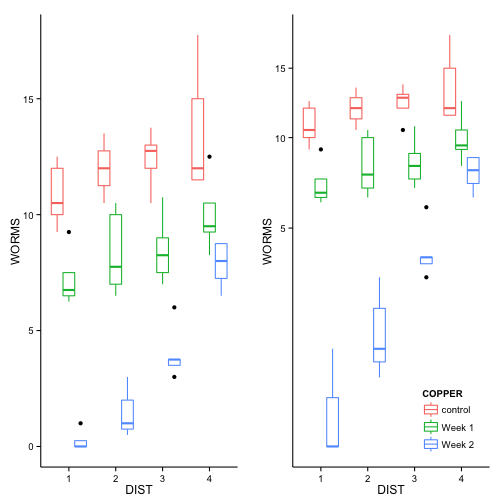 WORMS
15
10
5
0
1 2 3 4
DIST
WORMS
15
10
5
1 2 3 4
DIST
COPPER
control
Week 1
Week 2